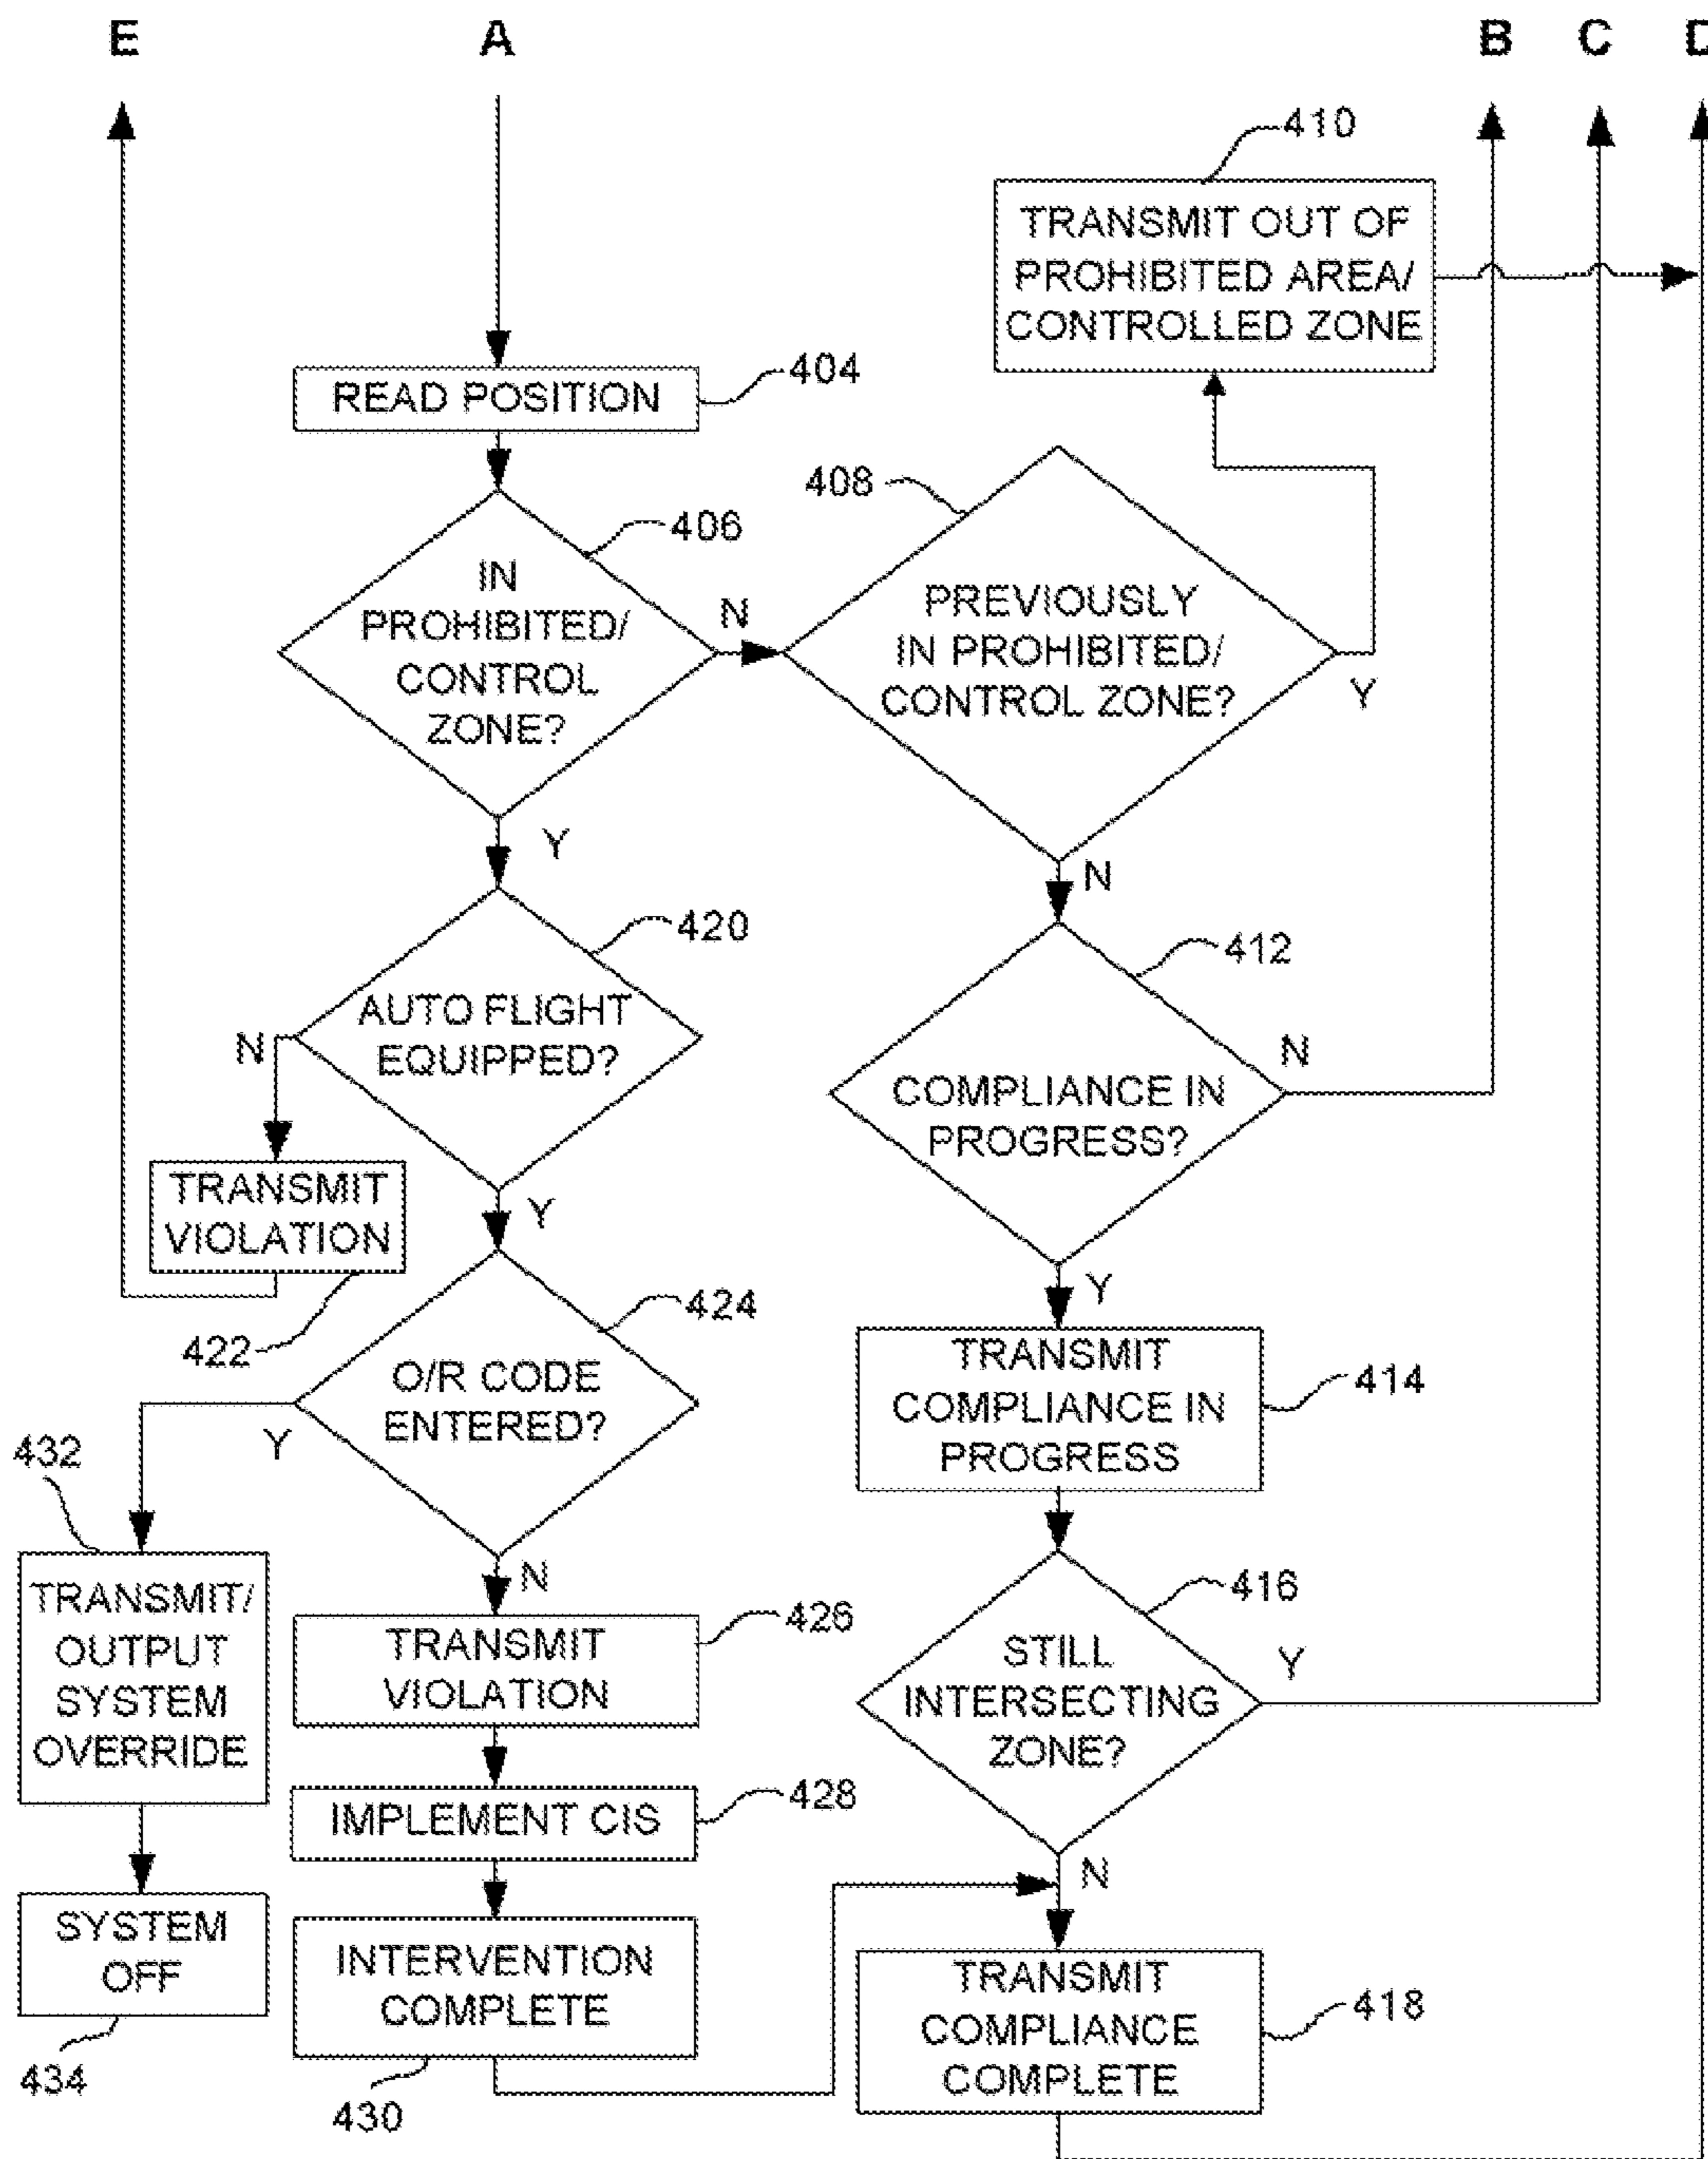 E
A
B
C
D
410
TRANSMIT OUT OF
PROHIBITED AREA/
CONTROLLED ZONE
READ POSITION
404
408
406
IN
PROHIBITED/
CONTROL
ZONE?
N
PREVIOUSLY
IN PROHIBITED/
CONTROL ZONE?
Y
Y
N
420
412
AUTO FLIGHT
EQUIPPED?
N
COMPLIANCE IN
PROGRESS?
N
TRANSMIT
VIOLATION
Y
422
424
Y
O/R CODE
ENTERED?
Y
TRANSMIT
COMPLIANCE IN
PROGRESS
414
432
N
TRANSMIT/
OUTPUT
SYSTEM
OVERRIDE
TRANSMIT
VIOLATION
426
416
STILL
INTERSECTING
ZONE?
Y
IMPLEMENT CIS
428
N
SYSTEM
OFF
434
INTERVENTION
COMPLETE
430
TRANSMIT
COMPLIANCE
COMPLETE
418